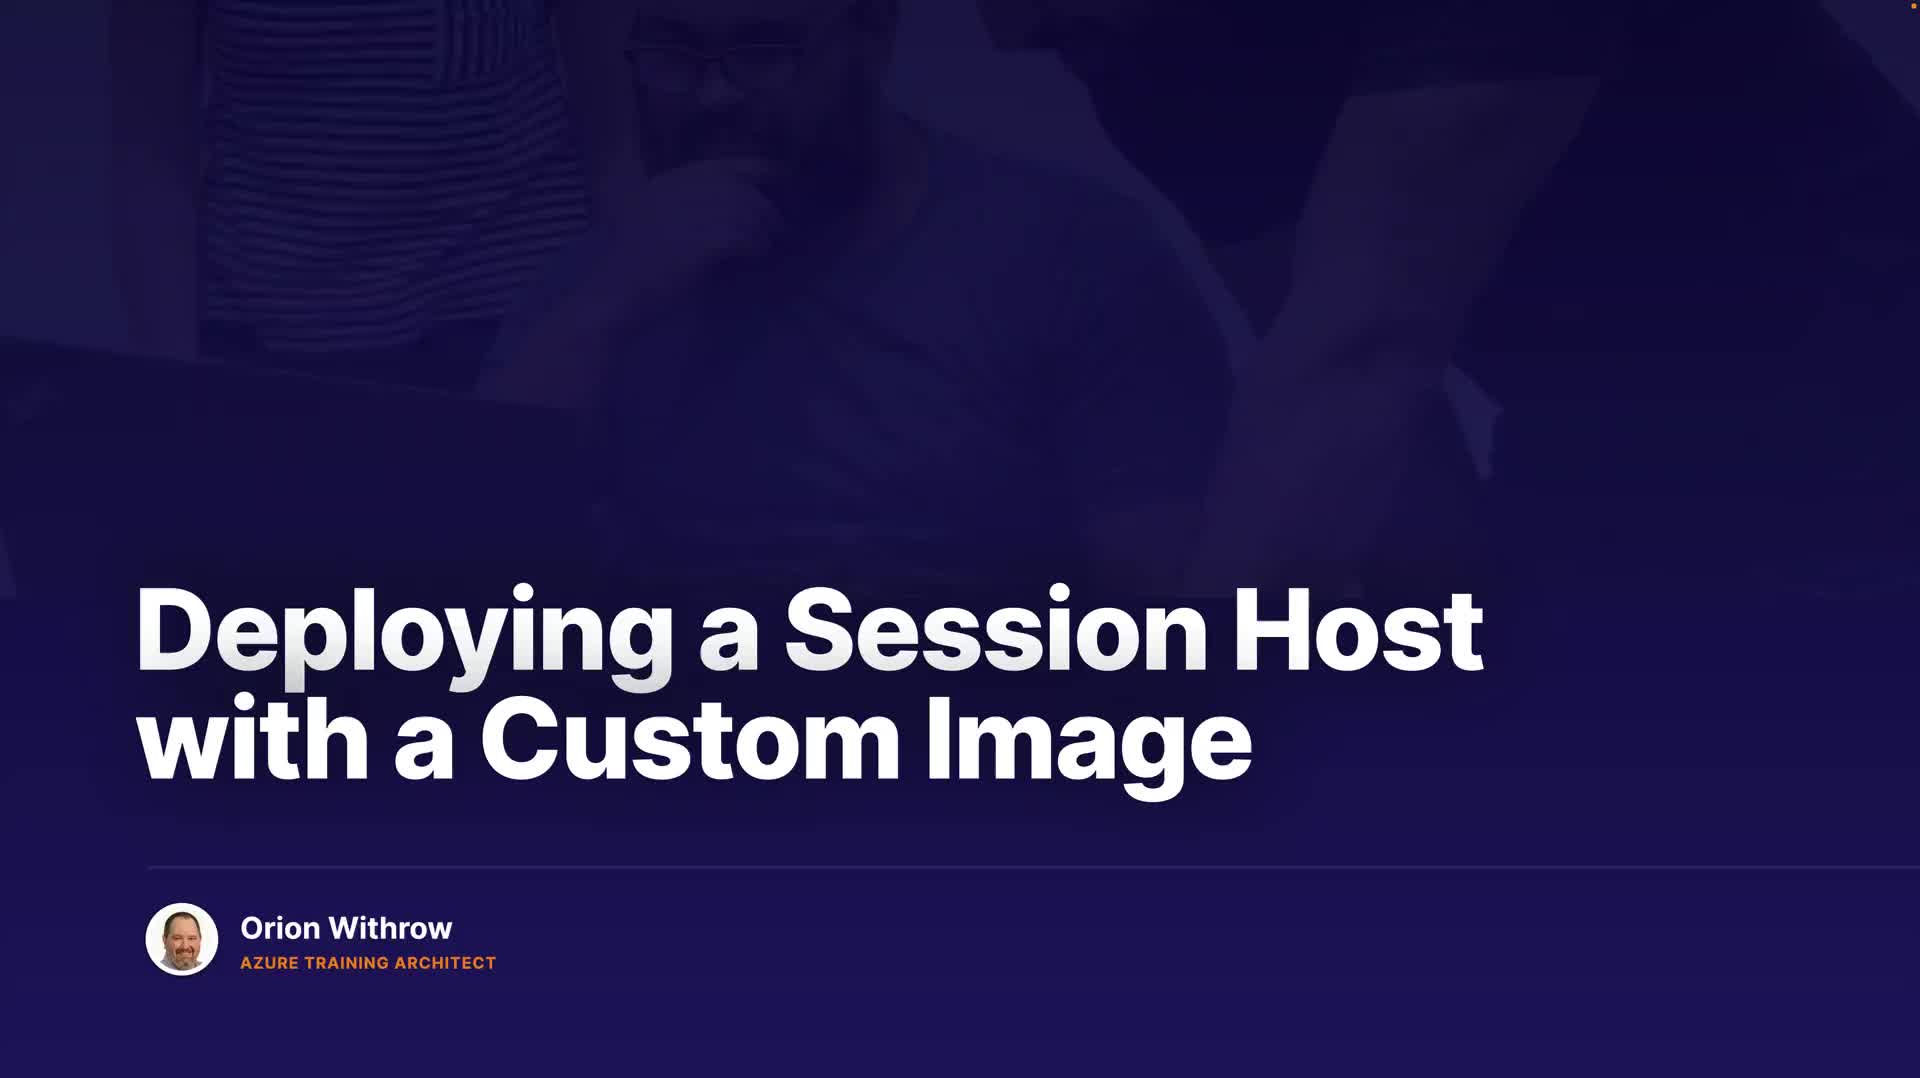 Deploying a Session Host
with a Custom Image
Orion Withrow
AZURE TRAINING ARCHITECT